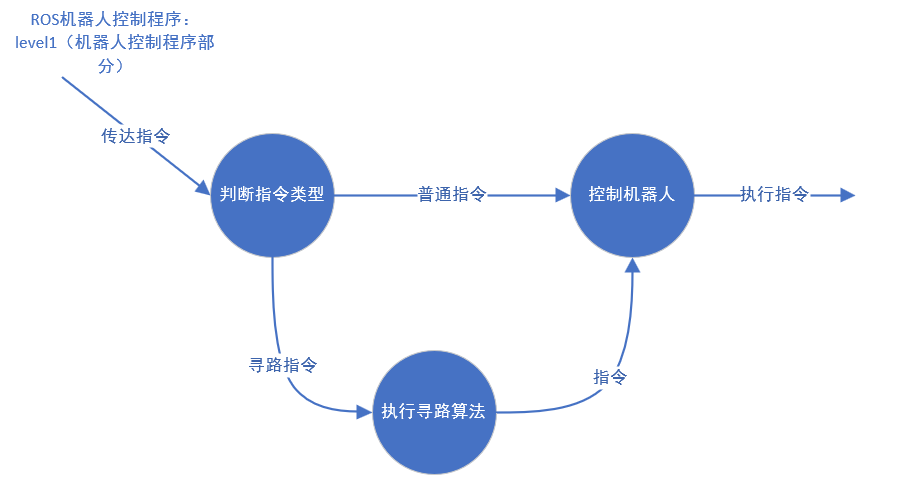 ROS机器人控制程序：
level1（机器人控制程序部
分）
传达指令
判断指令类型
普通指令
控制机器人
执行指令
寻路指令
指令
执行寻路算法